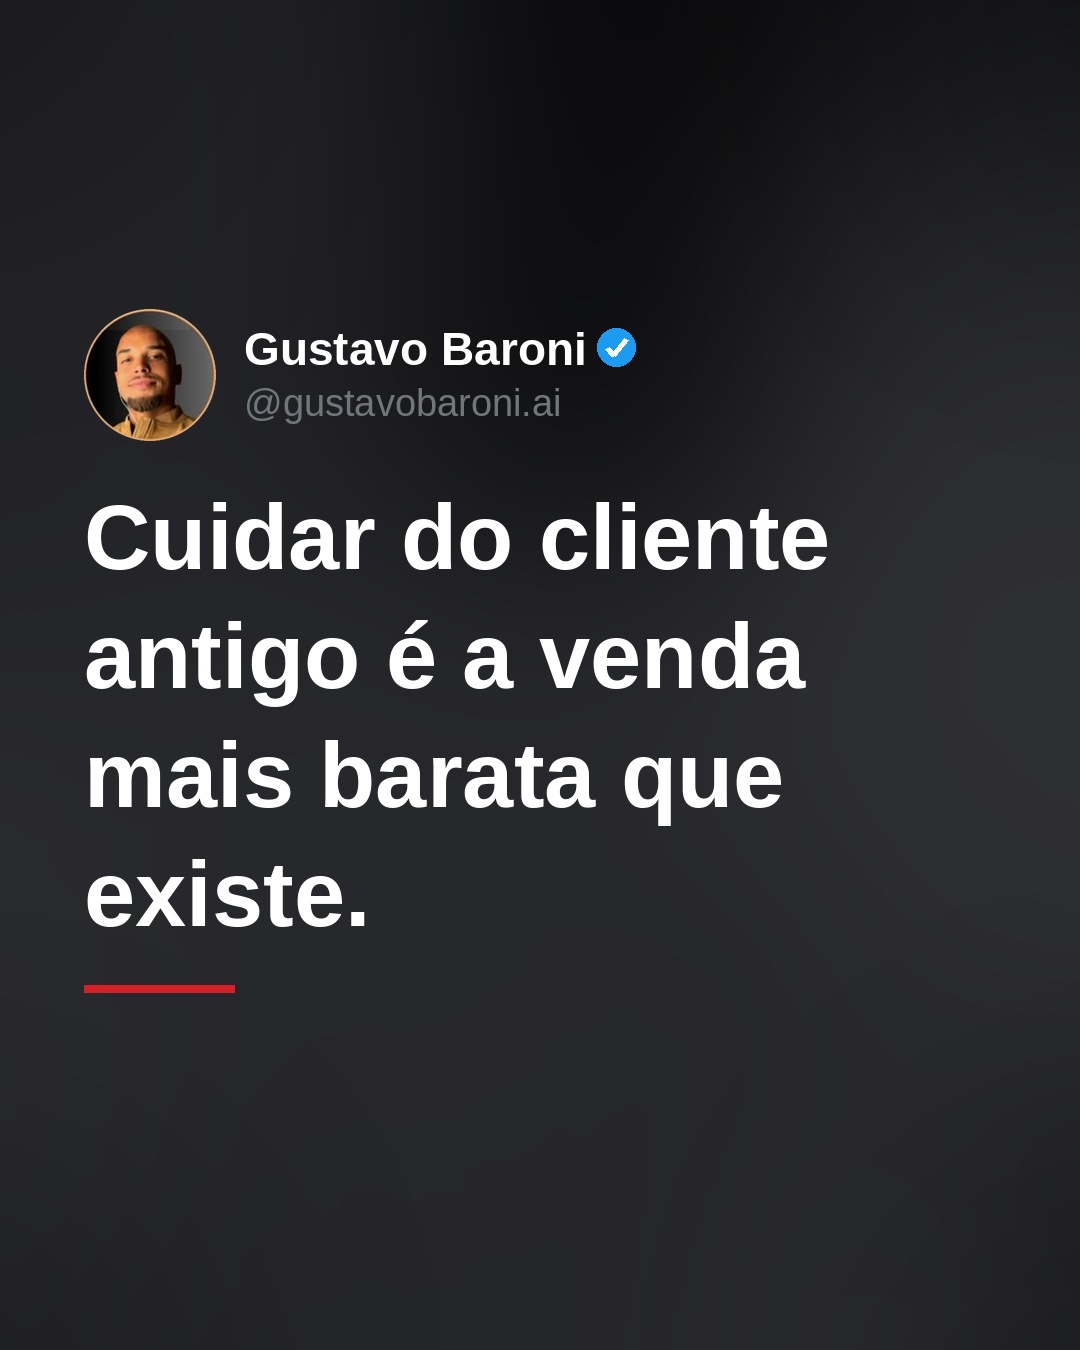 Gustavo Baroni
@gustavobaroni.ai
Cuidar do cliente
antigo é a venda
mais barata que
existe.